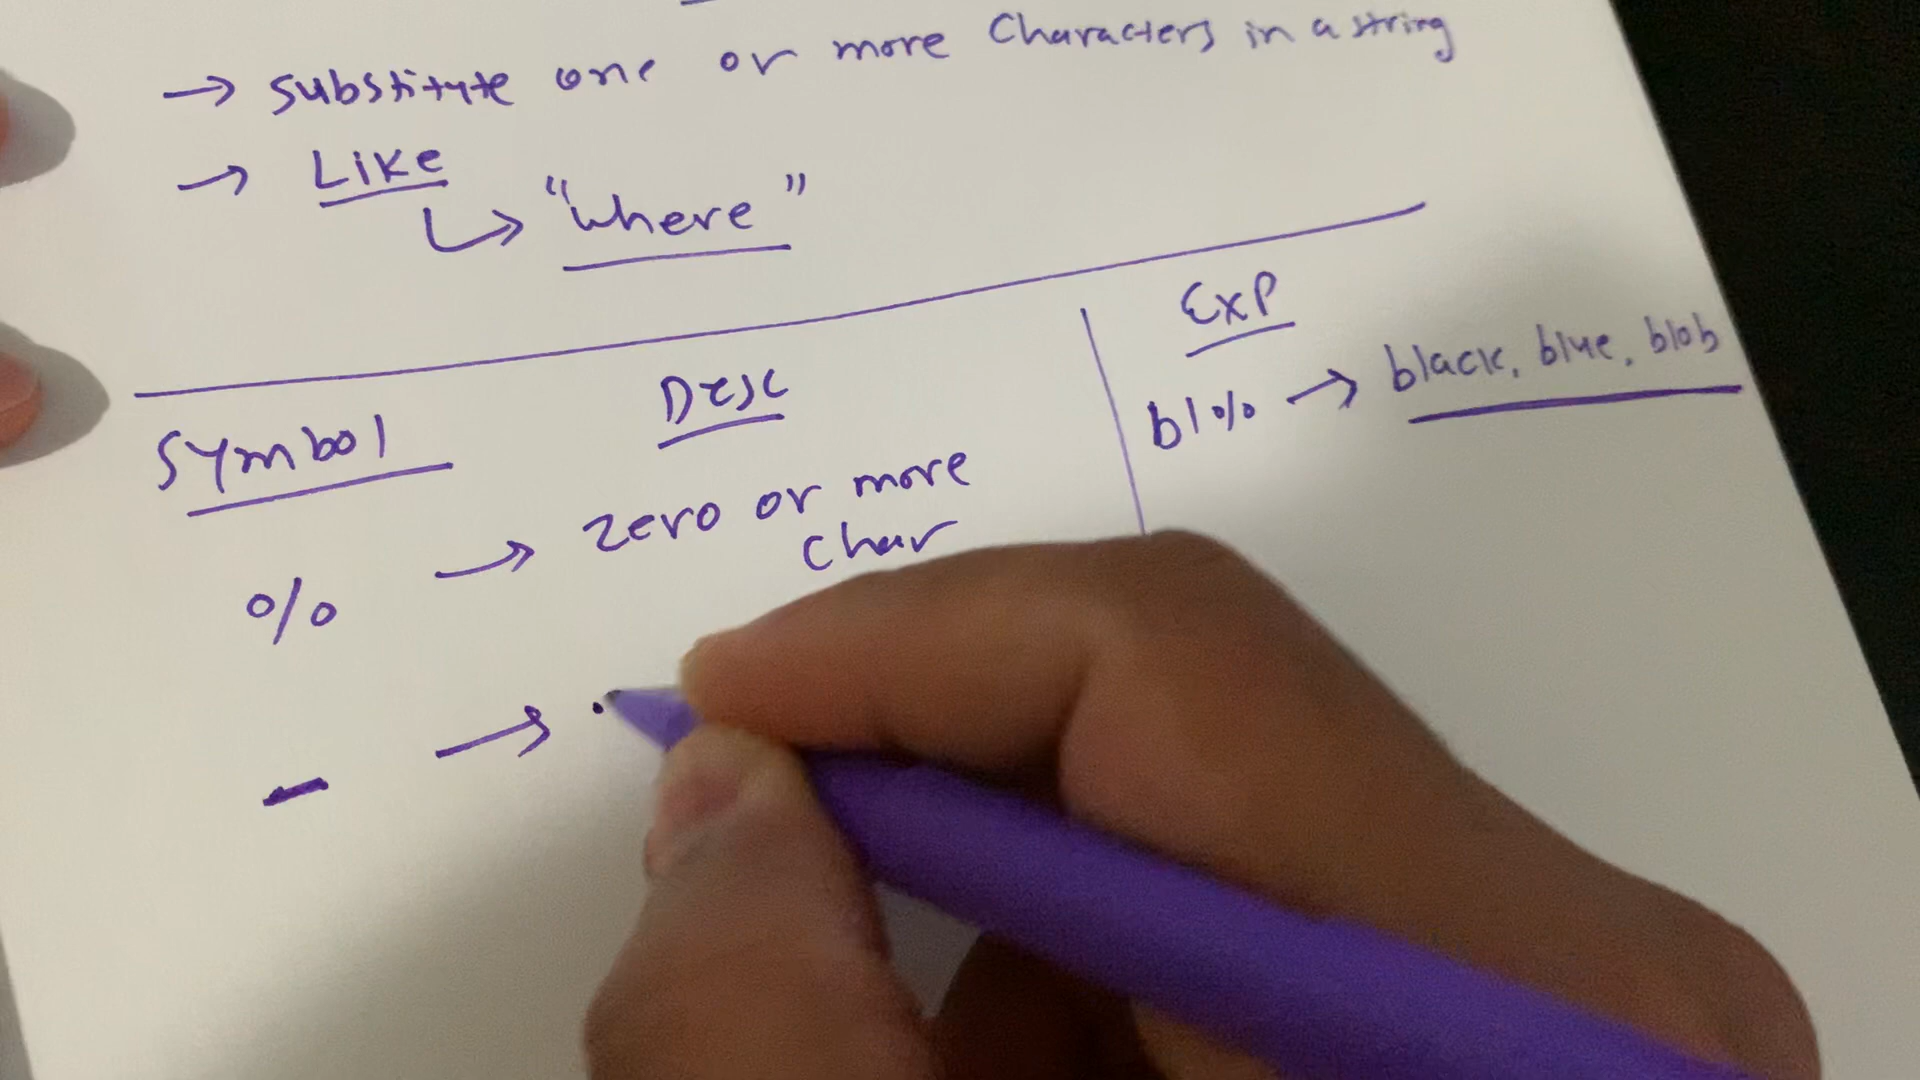 → substitute one or more Characters in a string
→ Like
↳ "where"
Symbol Desc Exp
% → zero or more char
bl% → black, blue, blob
_ →